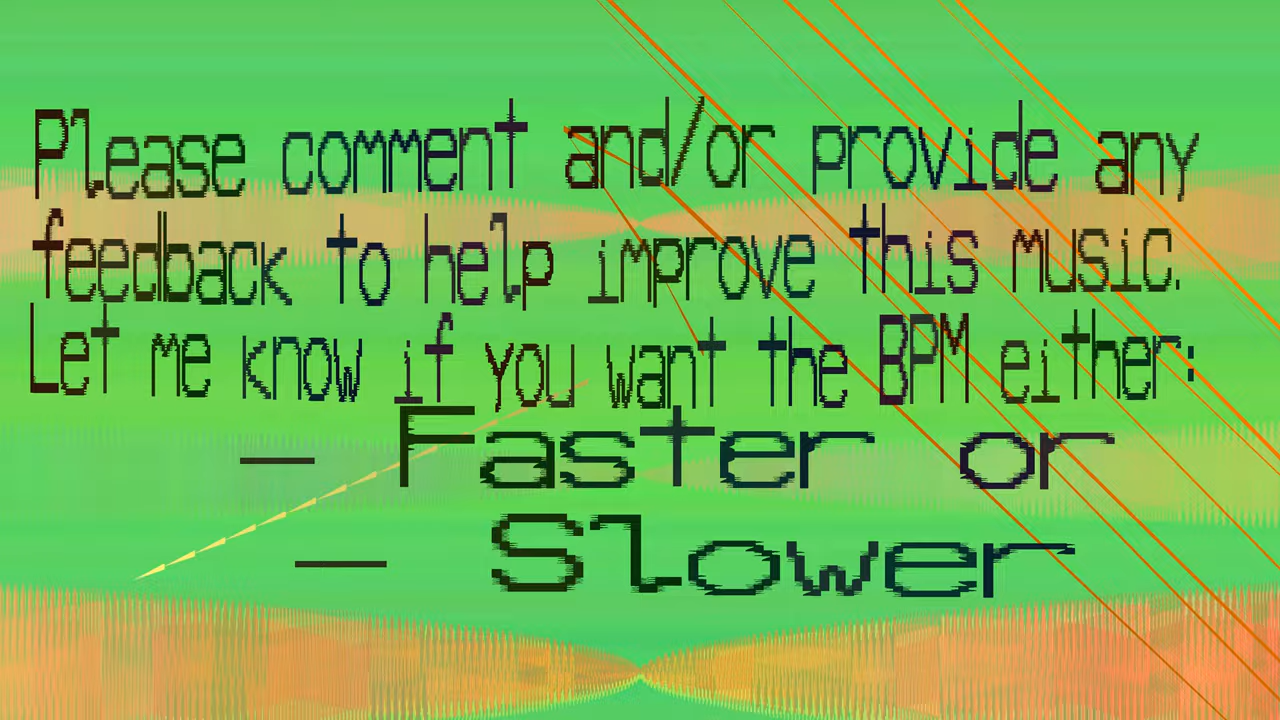 Please comment and/or provide any
feedback to help improve this music.
Let me know if you want the BPM either:
— Faster or
— Slower